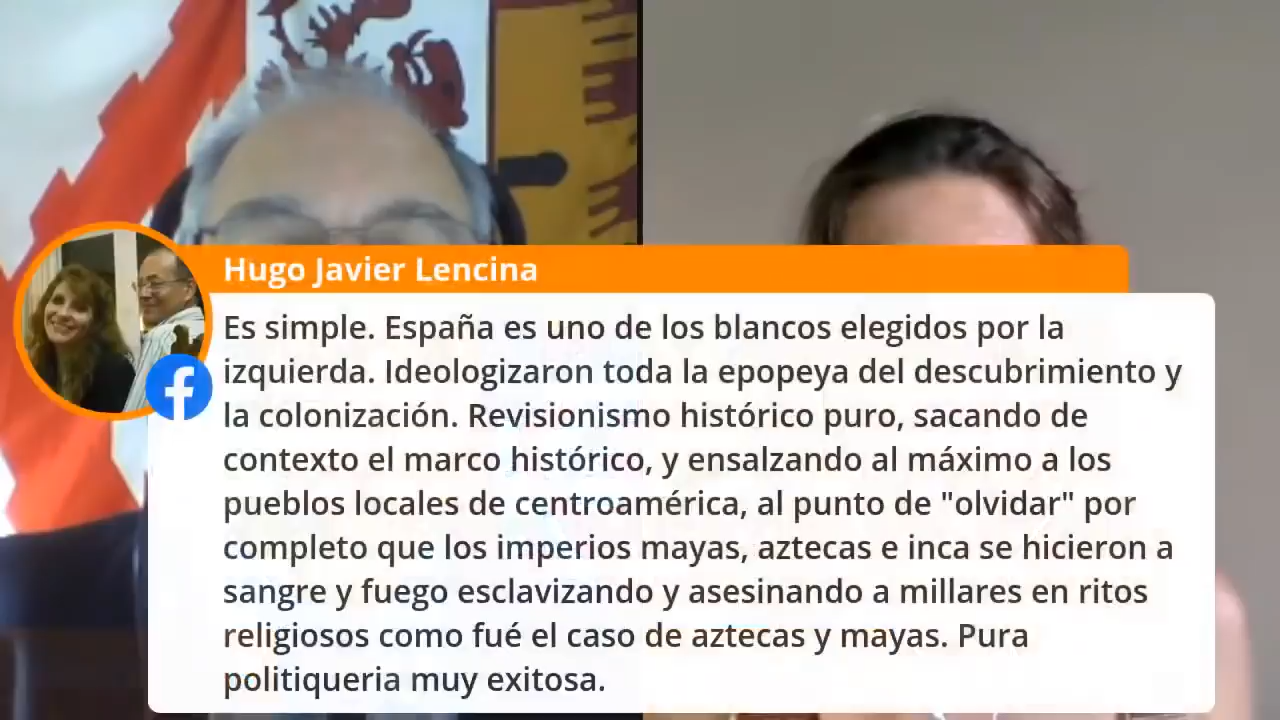 Hugo Javier Lencina
Es simple. España es uno de los blancos elegidos por la
izquierda. Ideologizaron toda la epopeya del descubrimiento y
la colonización. Revisionismo histórico puro, sacando de
contexto el marco histórico, y ensalzando al máximo a los
pueblos locales de centroamérica, al punto de "olvidar" por
completo que los imperios mayas, aztecas e inca se hicieron a
sangre y fuego esclavizando y asesinando a millares en ritos
religiosos como fué el caso de aztecas y mayas. Pura
politiqueria muy exitosa.